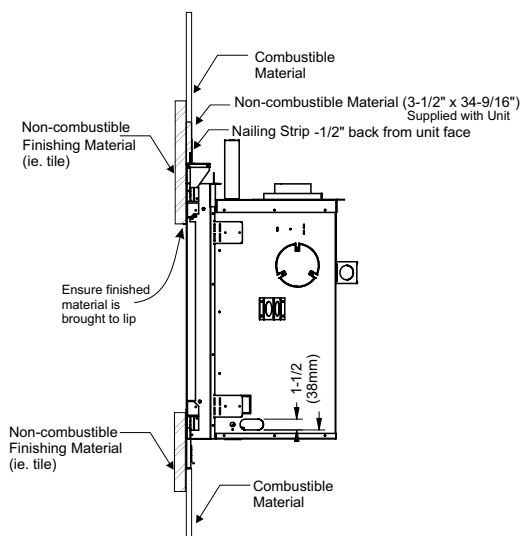 Combustible
Material
Non-combustible Material (3-1/2" x 34-9/16")
Supplied with Unit
Non-combustible
Finishing Material
(ie. tile)
Nailing Strip -1/2" back from unit face
Ensure finished
material is
brought to lip
1-1/2
(38mm)
Non-combustible
Finishing Material
(ie. tile)
Combustible
Material